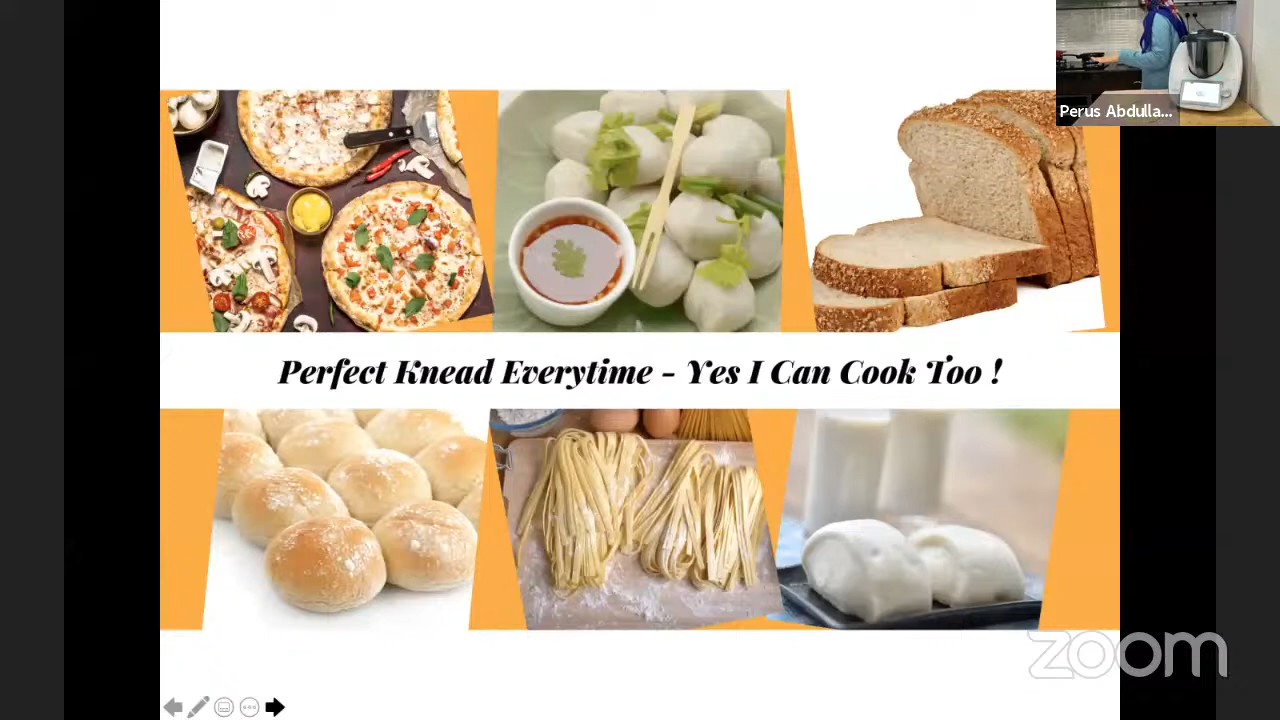 Perus Abdulla...
Perfect Knead Everytime - Yes I Can Cook Too !
zoom